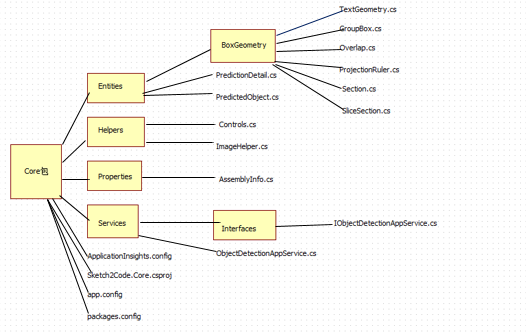 TextGeometry.cs
GroupBox.cs
BoxGeometry
Overlap.cs
ProjectionRuler.cs
PredictionDetail.cs
Entities
Section.cs
PredictedObject.cs
SliceSection.cs
Controls.cs
Helpers
ImageHelper.cs
Core包
Properties
AssemblyInfo.cs
Services
Interfaces
IObjectDetectionAppService.cs
ObjectDetectionAppService.cs
ApplicationInsights.config
Sketch2Code.Core.csproj
app.config
packages.config